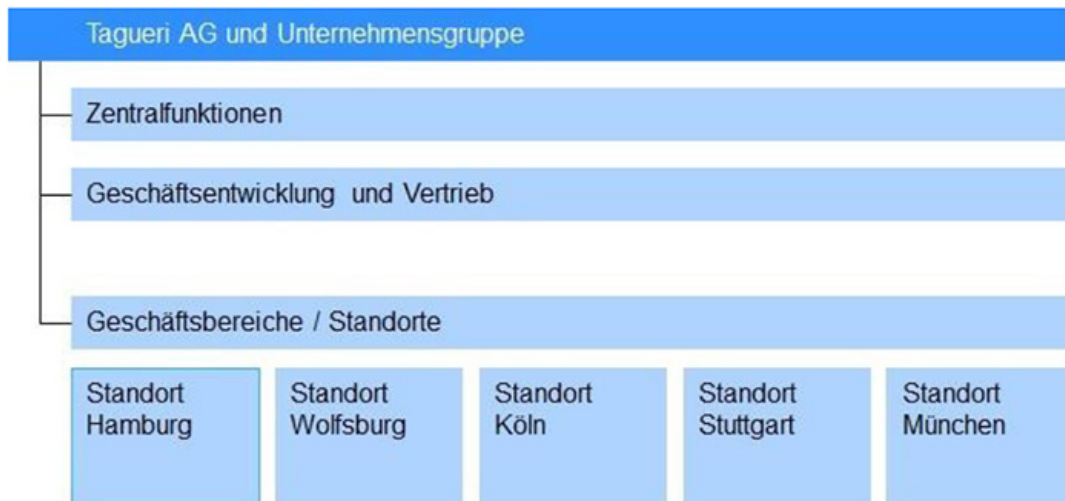 Tagueri AG und Unternehmensgruppe
Zentralfunktionen
Geschäftsentwicklung und Vertrieb
Geschäftsbereiche / Standorte
Standort
Hamburg
Standort
Wolfsburg
Standort
Köln
Standort
Stuttgart
Standort
München